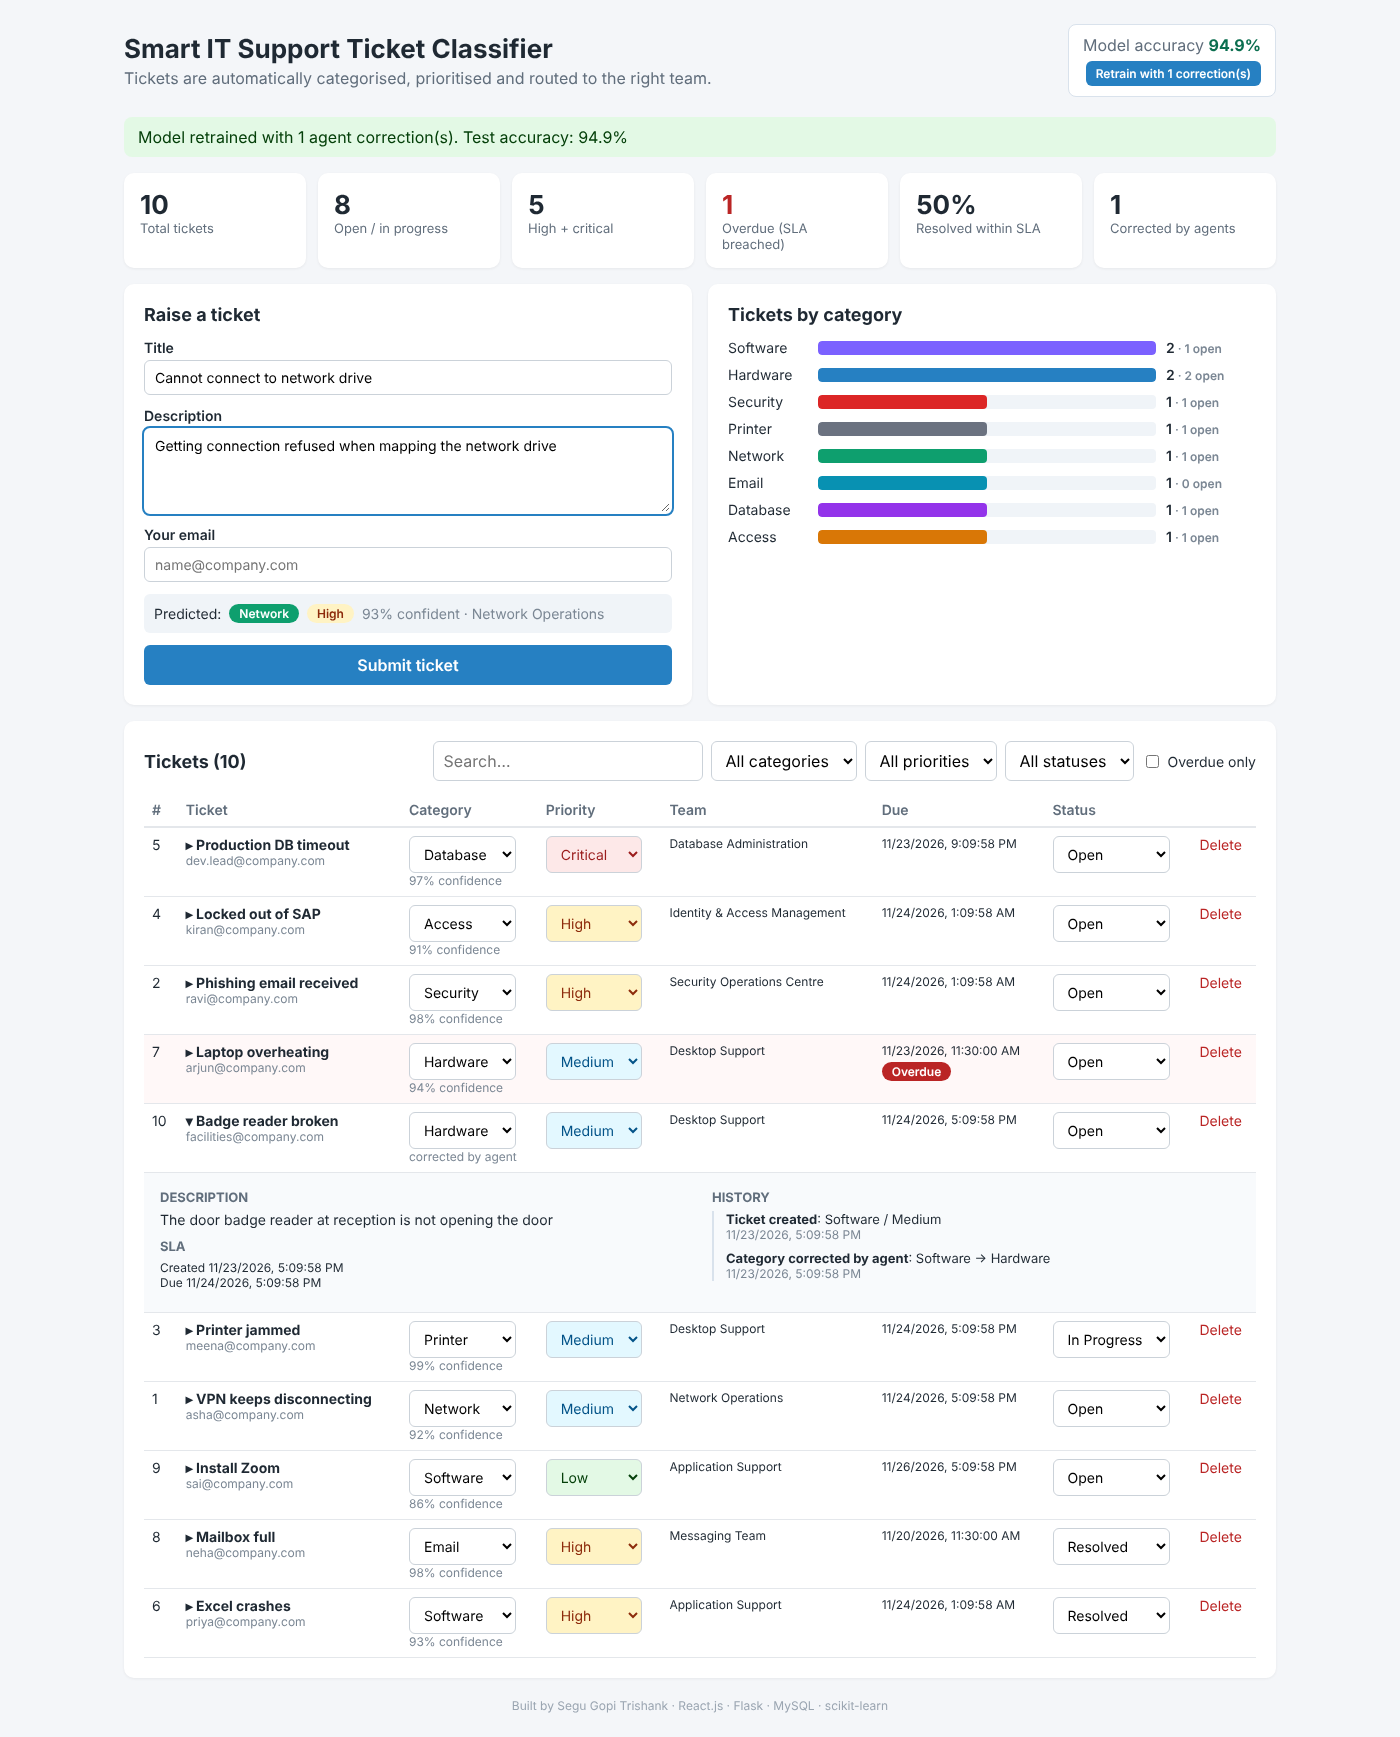 Smart IT Support Ticket Classifier
Tickets are automatically categorised, prioritised and routed to the right team.
Model accuracy 94.9%
Retrain with 1 correction(s)
Model retrained with 1 agent correction(s). Test accuracy: 94.9%
10
Total tickets
8
Open / in progress
5
High + critical
1
Overdue (SLA
breached)
50%
Resolved within SLA
1
Corrected by agents
Raise a ticket
Title
Cannot connect to network drive
Description
Getting connection refused when mapping the network drive
Your email
name@company.com
Predicted: Network High 93% confident · Network Operations
Submit ticket
Tickets by category
Software 2 · 1 open
Hardware 2 · 2 open
Security 1 · 1 open
Printer 1 · 1 open
Network 1 · 1 open
Email 1 · 0 open
Database 1 · 1 open
Access 1 · 1 open
Tickets (10) Search... All categories All priorities All statuses Overdue only
# Ticket Category Priority Team Due Status
5 ▸ Production DB timeout Database Critical Database Administration 11/23/2026, 9:09:58 PM Open Delete
dev.lead@company.com
97% confidence
4 ▸ Locked out of SAP Access High Identity & Access Management 11/24/2026, 1:09:58 AM Open Delete
kiran@company.com
91% confidence
2 ▸ Phishing email received Security High Security Operations Centre 11/24/2026, 1:09:58 AM Open Delete
ravi@company.com
98% confidence
7 ▸ Laptop overheating Hardware Medium Desktop Support 11/23/2026, 11:30:00 AM Open Delete
arjun@company.com Overdue
94% confidence
10 ▾ Badge reader broken Hardware Medium Desktop Support 11/24/2026, 5:09:58 PM Open Delete
facilities@company.com
corrected by agent
DESCRIPTION
The door badge reader at reception is not opening the door
SLA
Created 11/23/2026, 5:09:58 PM
Due 11/24/2026, 5:09:58 PM
HISTORY
Ticket created: Software / Medium
11/23/2026, 5:09:58 PM
Category corrected by agent: Software → Hardware
11/23/2026, 5:09:58 PM
3 ▸ Printer jammed Printer Medium Desktop Support 11/24/2026, 5:09:58 PM In Progress Delete
meena@company.com
99% confidence
1 ▸ VPN keeps disconnecting Network Medium Network Operations 11/24/2026, 5:09:58 PM Open Delete
asha@company.com
92% confidence
9 ▸ Install Zoom Software Low Application Support 11/26/2026, 5:09:58 PM Open Delete
sai@company.com
86% confidence
8 ▸ Mailbox full Email High Messaging Team 11/20/2026, 11:30:00 AM Resolved Delete
neha@company.com
98% confidence
6 ▸ Excel crashes Software High Application Support 11/24/2026, 1:09:58 AM Resolved Delete
priya@company.com
93% confidence
Built by Segu Gopi Trishank · React.js · Flask · MySQL · scikit-learn